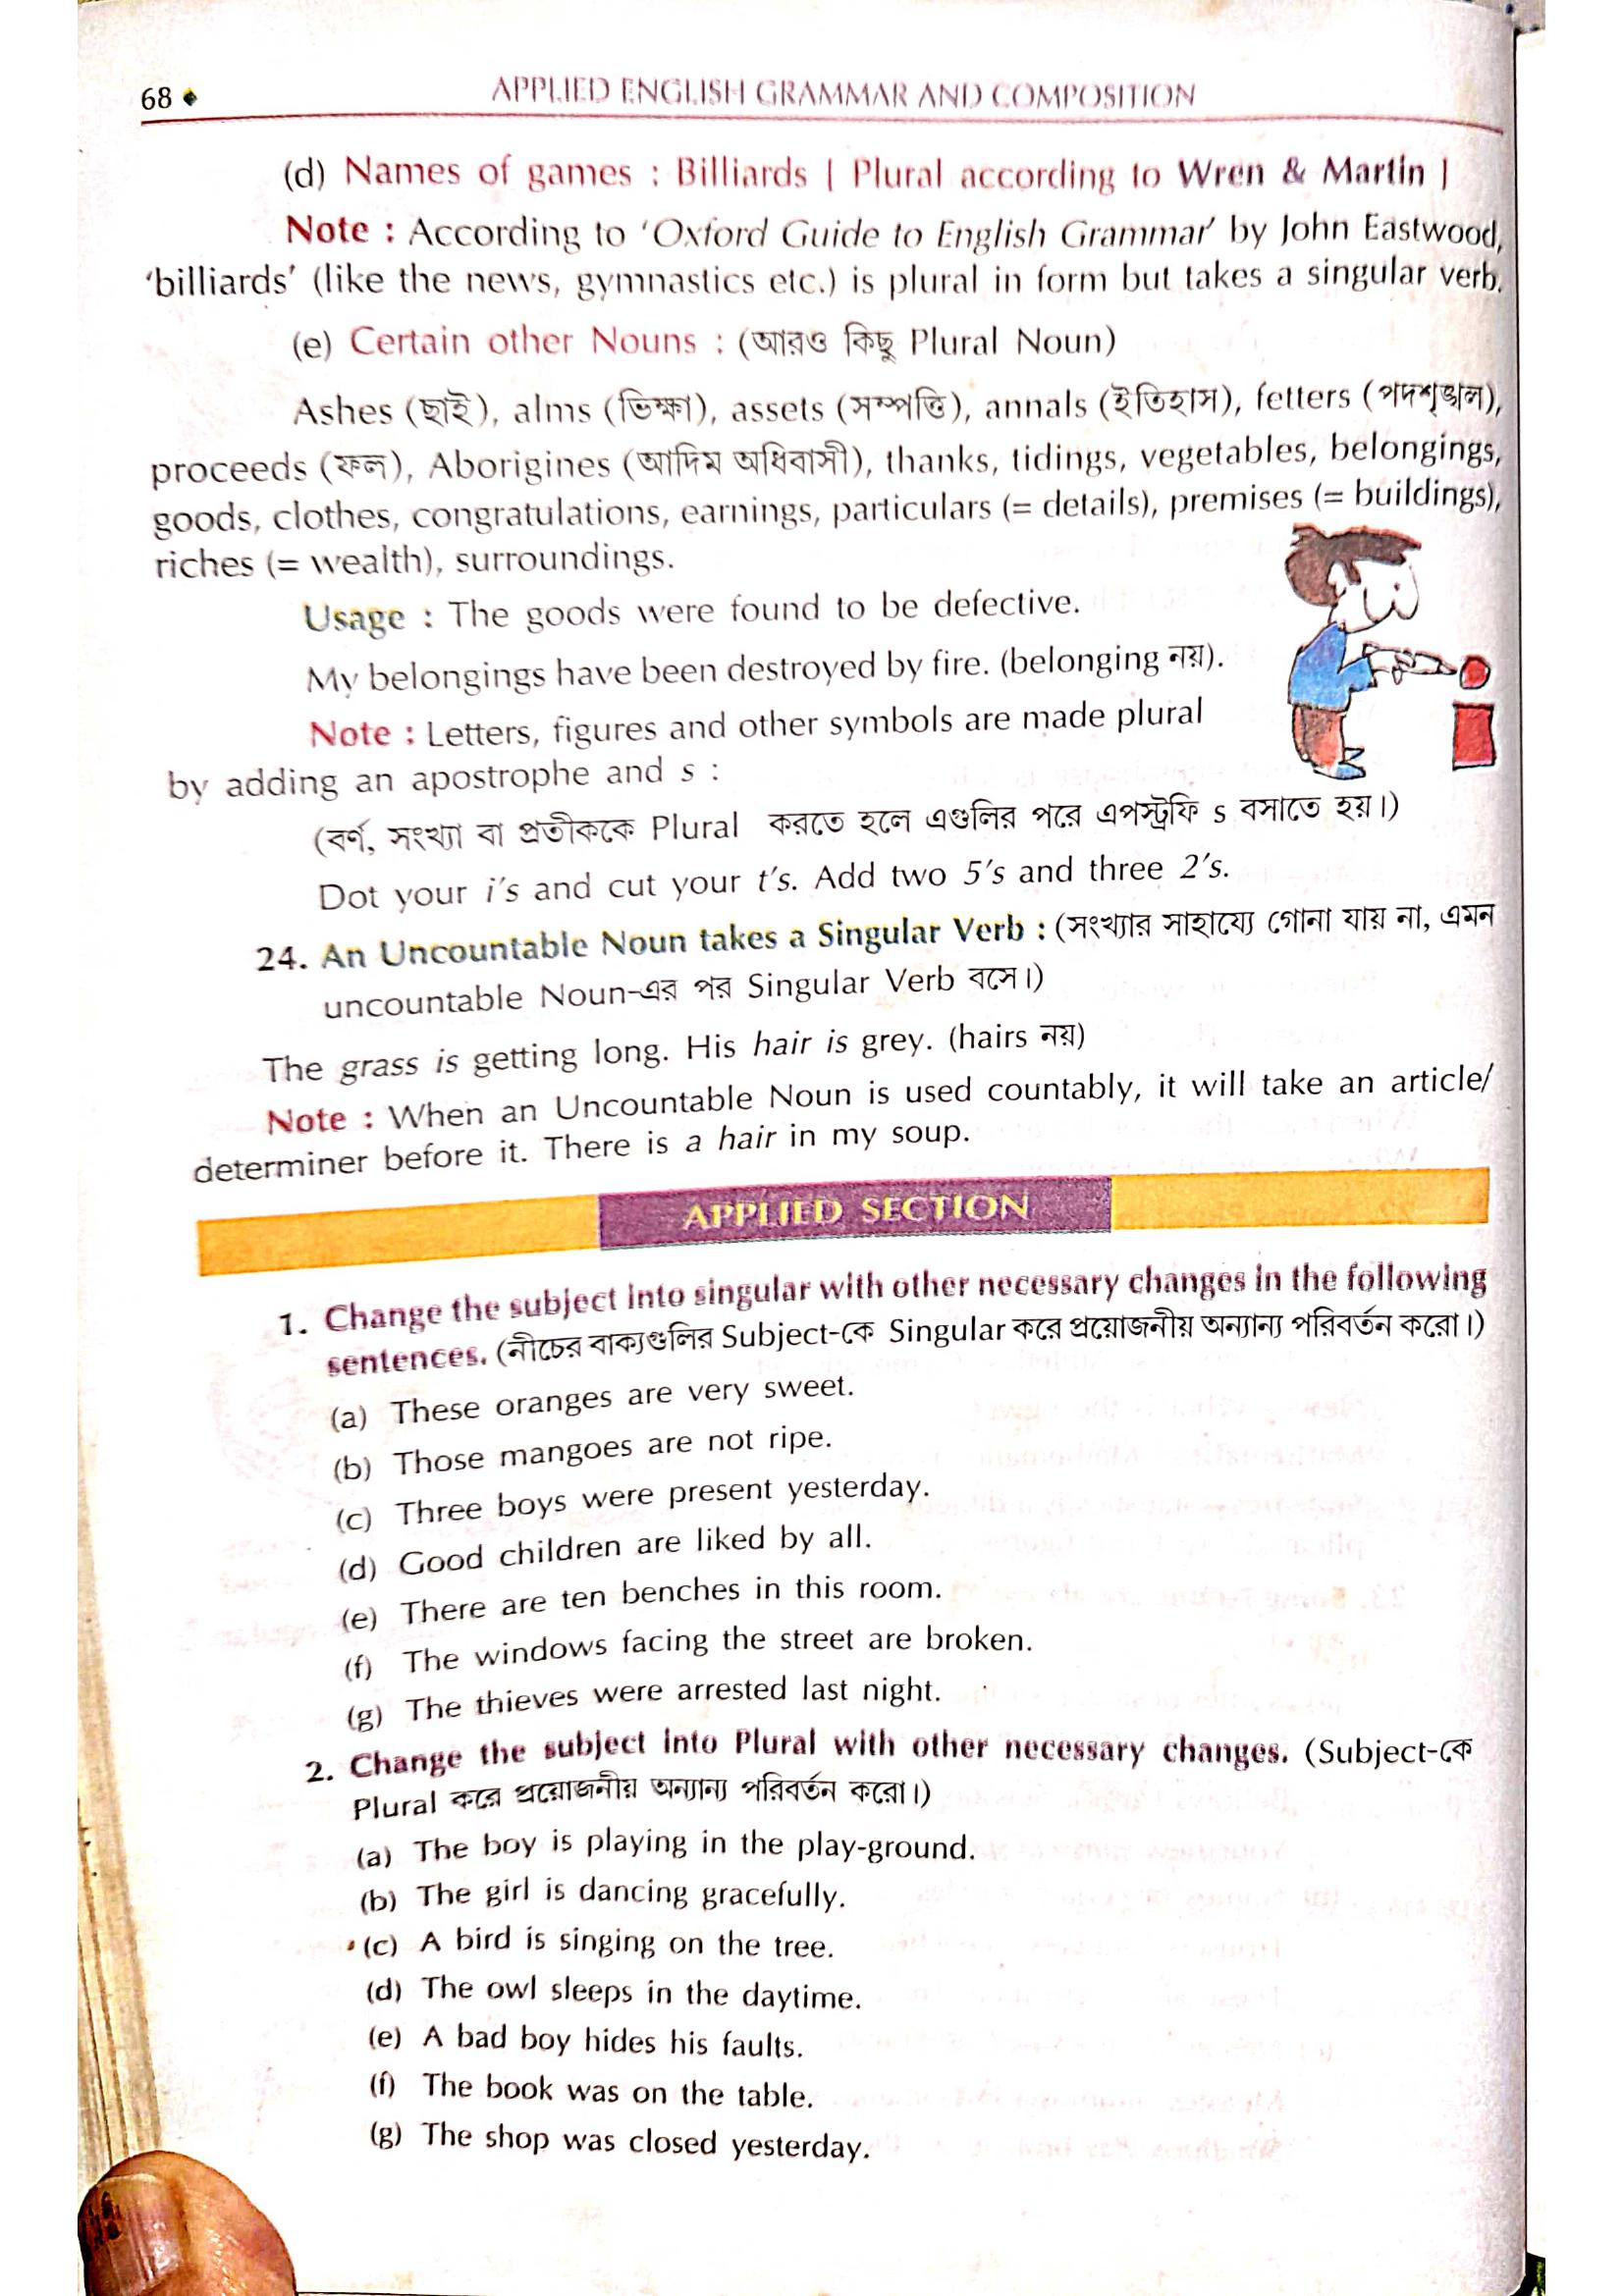 68 ◆ APPLIED ENGLISH GRAMMAR AND COMPOSITION
(d) Names of games : Billiards [ Plural according to Wren & Martin ]
Note : According to ‘Oxford Guide to English Grammar’ by John Eastwood,
‘billiards’ (like the news, gymnastics etc.) is plural in form but takes a singular verb.
(e) Certain other Nouns : (আরও কিছু Plural Noun)
Ashes (ছাই), alms (ভিক্ষা), assets (সম্পত্তি), annals (ইতিহাস), fetters (পদশৃঙ্খল),
proceeds (ফল), Aborigines (আদিম অধিবাসী), thanks, tidings, vegetables, belongings,
goods, clothes, congratulations, earnings, particulars (= details), premises (= buildings),
riches (= wealth), surroundings.
Usage : The goods were found to be defective.
My belongings have been destroyed by fire. (belonging নয়).
Note : Letters, figures and other symbols are made plural
by adding an apostrophe and s :
(বর্ণ, সংখ্যা বা প্রতীককে Plural করতে হলে এগুলির পরে এপস্ট্রফি s বসাতে হয়।)
Dot your i’s and cut your t’s. Add two 5’s and three 2’s.
24. An Uncountable Noun takes a Singular Verb : (সংখ্যার সাহায্যে গোনা যায় না, এমন
uncountable Noun-এর পর Singular Verb বসে।)
The grass is getting long. His hair is grey. (hairs নয়)
Note : When an Uncountable Noun is used countably, it will take an article/
determiner before it. There is a hair in my soup.
APPLIED SECTION
1. Change the subject into singular with other necessary changes in the following
sentences. (নীচের বাক্যগুলির Subject-কে Singular করে প্রয়োজনীয় অন্যান্য পরিবর্তন করো।)
(a) These oranges are very sweet.
(b) Those mangoes are not ripe.
(c) Three boys were present yesterday.
(d) Good children are liked by all.
(e) There are ten benches in this room.
(f) The windows facing the street are broken.
(g) The thieves were arrested last night.
2. Change the subject into Plural with other necessary changes. (Subject-কে
Plural করে প্রয়োজনীয় অন্যান্য পরিবর্তন করো।)
(a) The boy is playing in the play-ground.
(b) The girl is dancing gracefully.
(c) A bird is singing on the tree.
(d) The owl sleeps in the daytime.
(e) A bad boy hides his faults.
(f) The book was on the table.
(g) The shop was closed yesterday.